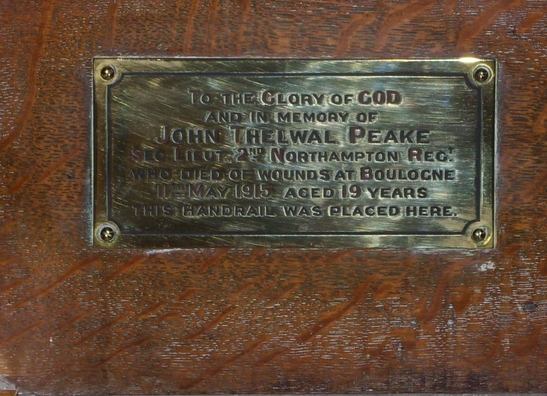 TO THE GLORY OF GOD
AND IN MEMORY OF
JOHN THELWAL PEAKE
SEC LIEUT. 2ND NORTHAMPTON REGT
WHO DIED OF WOUNDS AT BOULOGNE
11TH MAY 1915 AGED 19 YEARS
THIS HANDRAIL WAS PLACED HERE.